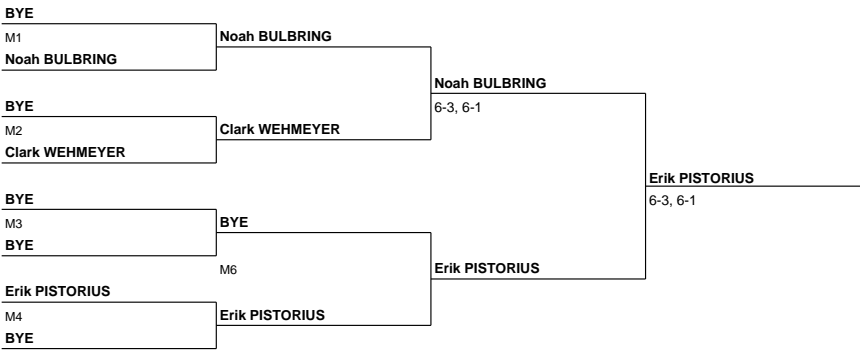 BYE
M1
Noah BULBRING
BYE
M2
Clark WEHMEYER
BYE
M3
BYE
Erik PISTORIUS
M4
BYE
Noah BULBRING
Clark WEHMEYER
BYE
M6
Erik PISTORIUS
Noah BULBRING
6-3, 6-1
Erik PISTORIUS
Erik PISTORIUS
6-3, 6-1